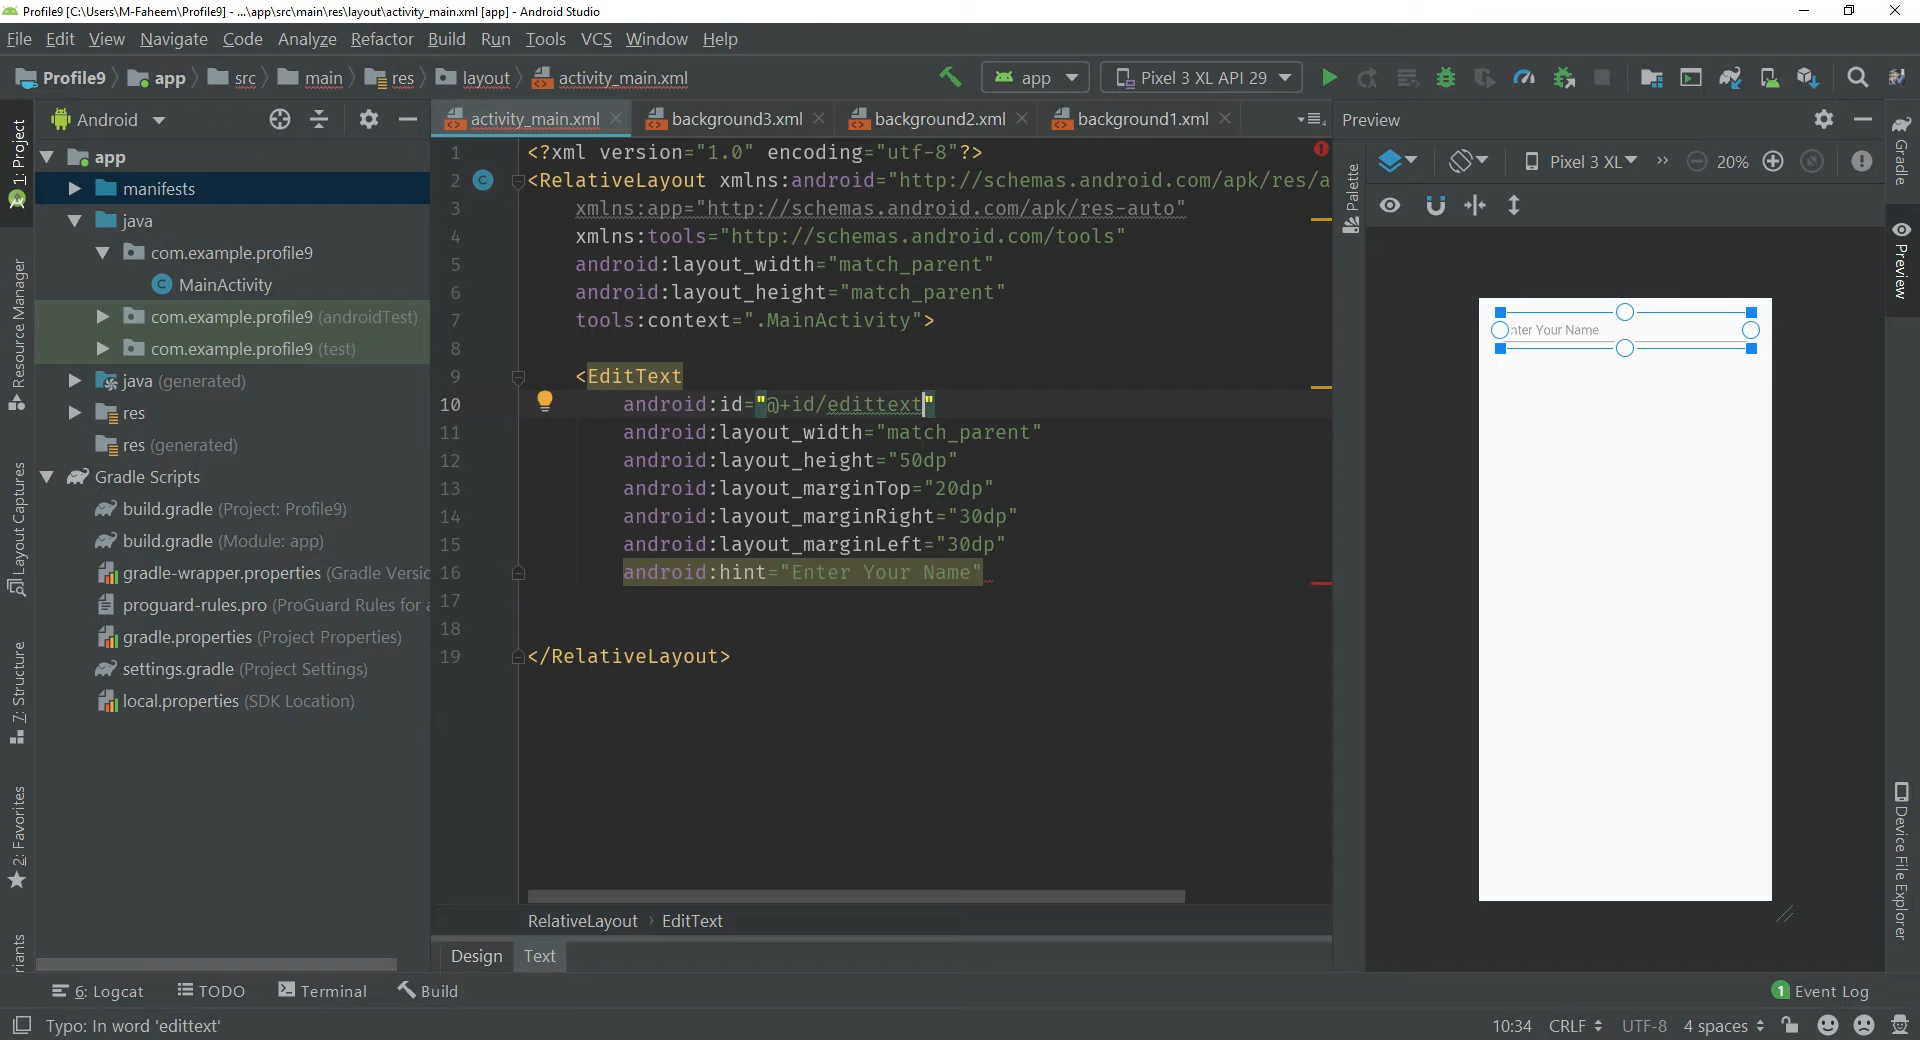 Profile9 [C:\Users\M-Faheem\Profile9] - ...\app\src\main\res\layout\activity_main.xml [app] - Android Studio
File Edit View Navigate Code Analyze Refactor Build Run Tools VCS Window Help
Profile9 app src main res layout activity_main.xml app Pixel 3 XL API 29
Android
activity_main.xml background3.xml background2.xml background1.xml
Preview
1: Project
Resource Manager
Layout Captures
7: Structure
2: Favorites
riants
app
manifests
java
com.example.profile9
MainActivity
com.example.profile9 (androidTest)
com.example.profile9 (test)
java (generated)
res
res (generated)
Gradle Scripts
build.gradle (Project: Profile9)
build.gradle (Module: app)
gradle-wrapper.properties (Gradle Versic
proguard-rules.pro (ProGuard Rules for a
gradle.properties (Project Properties)
settings.gradle (Project Settings)
local.properties (SDK Location)
1 <?xml version="1.0" encoding="utf-8"?>
2 <RelativeLayout xmlns:android="http://schemas.android.com/apk/res/a
3 xmlns:app="http://schemas.android.com/apk/res-auto"
4 xmlns:tools="http://schemas.android.com/tools"
5 android:layout_width="match_parent"
6 android:layout_height="match_parent"
7 tools:context=".MainActivity">
8
9 <EditText
10 android:id="@+id/edittext"
11 android:layout_width="match_parent"
12 android:layout_height="50dp"
13 android:layout_marginTop="20dp"
14 android:layout_marginRight="30dp"
15 android:layout_marginLeft="30dp"
16 android:hint="Enter Your Name"
17
18
19 </RelativeLayout>
RelativeLayout › EditText
Design Text
Palette
Pixel 3 XL » 20%
nter Your Name
Gradle
Preview
Device File Explorer
6: Logcat TODO Terminal Build
1 Event Log
Typo: In word 'edittext'
10:34 CRLF UTF-8 4 spaces